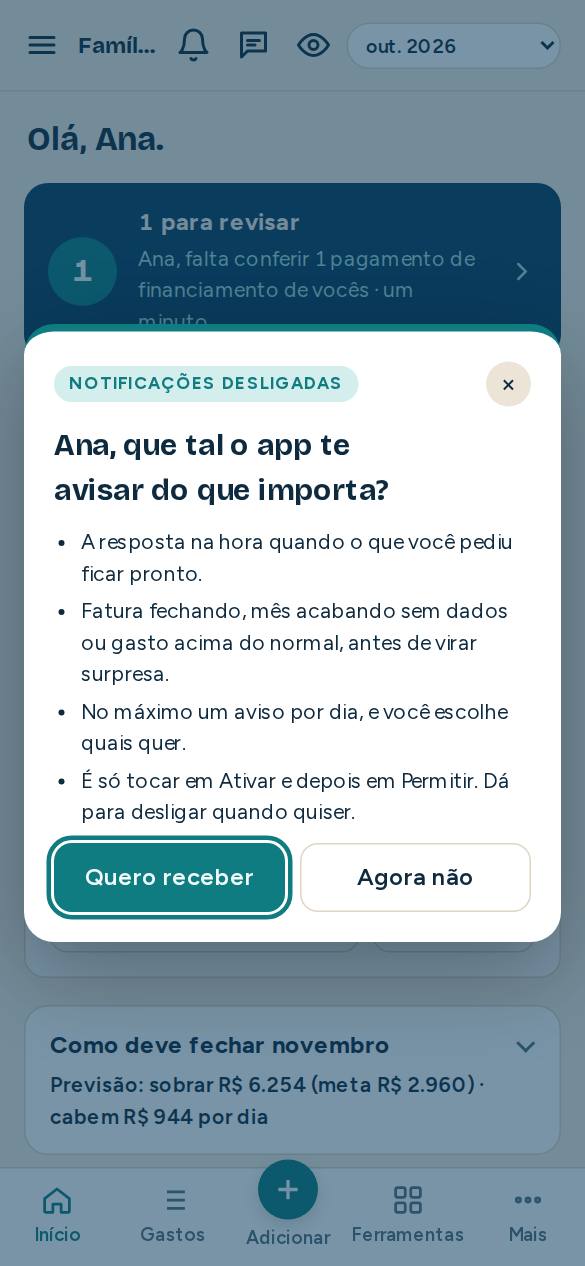 Famíl...
out. 2026
Olá, Ana.
1 para revisar
1
Ana, falta conferir 1 pagamento de
financiamento de vocês · um
minuto
NOTIFICAÇÕES DESLIGADAS
×
Ana, que tal o app te
avisar do que importa?
• A resposta na hora quando o que você pediu
ficar pronto.
• Fatura fechando, mês acabando sem dados
ou gasto acima do normal, antes de virar
surpresa.
• No máximo um aviso por dia, e você escolhe
quais quer.
• É só tocar em Ativar e depois em Permitir. Dá
para desligar quando quiser.
Quero receber
Agora não
Como deve fechar novembro
Previsão: sobrar R$ 6.254 (meta R$ 2.960) ·
cabem R$ 944 por dia
Início
Gastos
Adicionar
Ferramentas
Mais